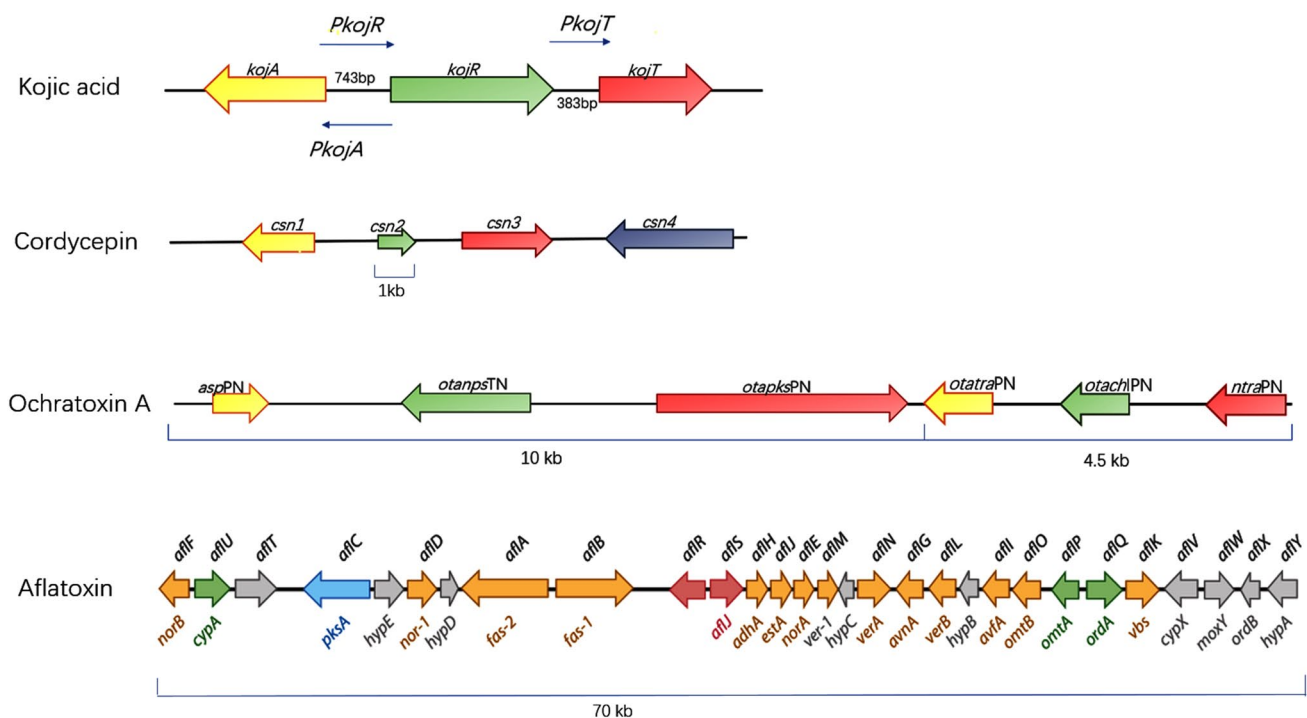 PkojR PkojT
Kojic acid kojA 743bp kojR 383bp kojT
PkojA
Cordycepin csn1 csn2 csn3 csn4
1kb
Ochratoxin A aspPN otanpsTN otapksPN otatraPN otachlPN ntraPN
10 kb 4.5 kb
aflF aflU aflT aflC aflD aflA aflB aflR aflS aflH aflJ aflE aflM aflN aflG aflL aflI aflO aflP aflQ aflK aflV aflW aflX aflY
Aflatoxin
norB cypA pksA hypE nor-1 hypD fas-2 fas-1 aflJ adhA estA norA ver-1 hypC verA avnA verB hypB avfA omtB omtA ordA vbs cypX moxY ordB hypA
70 kb